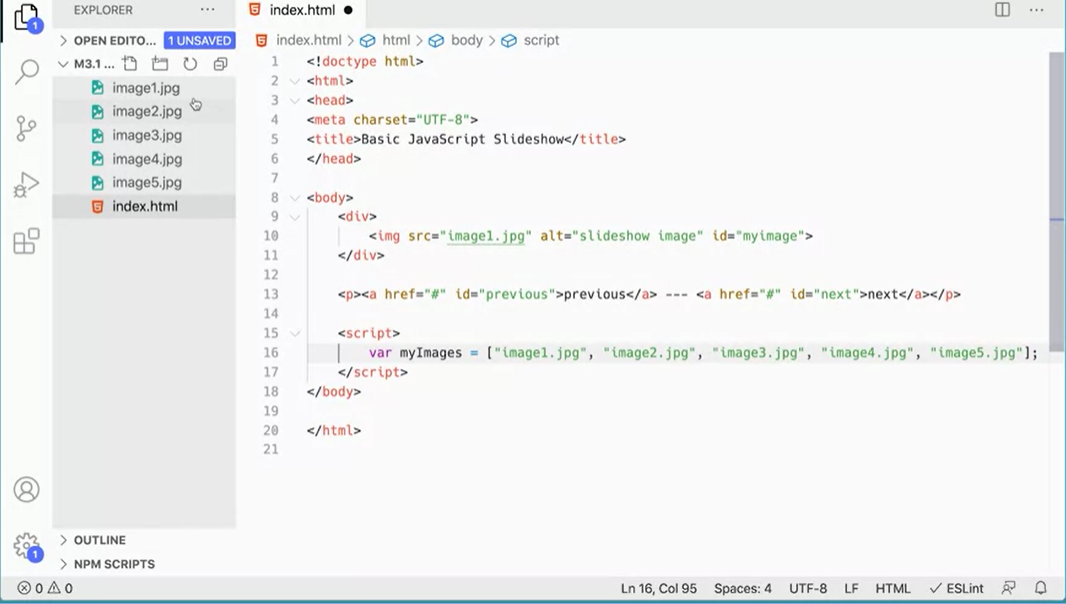 EXPLORER ...
1
OPEN EDITO... 1 UNSAVED
M3.1 ...
image1.jpg
image2.jpg
image3.jpg
image4.jpg
image5.jpg
index.html
OUTLINE
NPM SCRIPTS
1
index.html ● ...
index.html > html > body > script
1 <!doctype html>
2 <html>
3 <head>
4 <meta charset="UTF-8">
5 <title>Basic JavaScript Slideshow</title>
6 </head>
7
8 <body>
9 <div>
10 <img src="image1.jpg" alt="slideshow image" id="myimage">
11 </div>
12
13 <p><a href="#" id="previous">previous</a> --- <a href="#" id="next">next</a></p>
14
15 <script>
16 var myImages = ["image1.jpg", "image2.jpg", "image3.jpg", "image4.jpg", "image5.jpg"];
17 </script>
18 </body>
19
20 </html>
21
0 0 Ln 16, Col 95 Spaces: 4 UTF-8 LF HTML ✓ ESLint